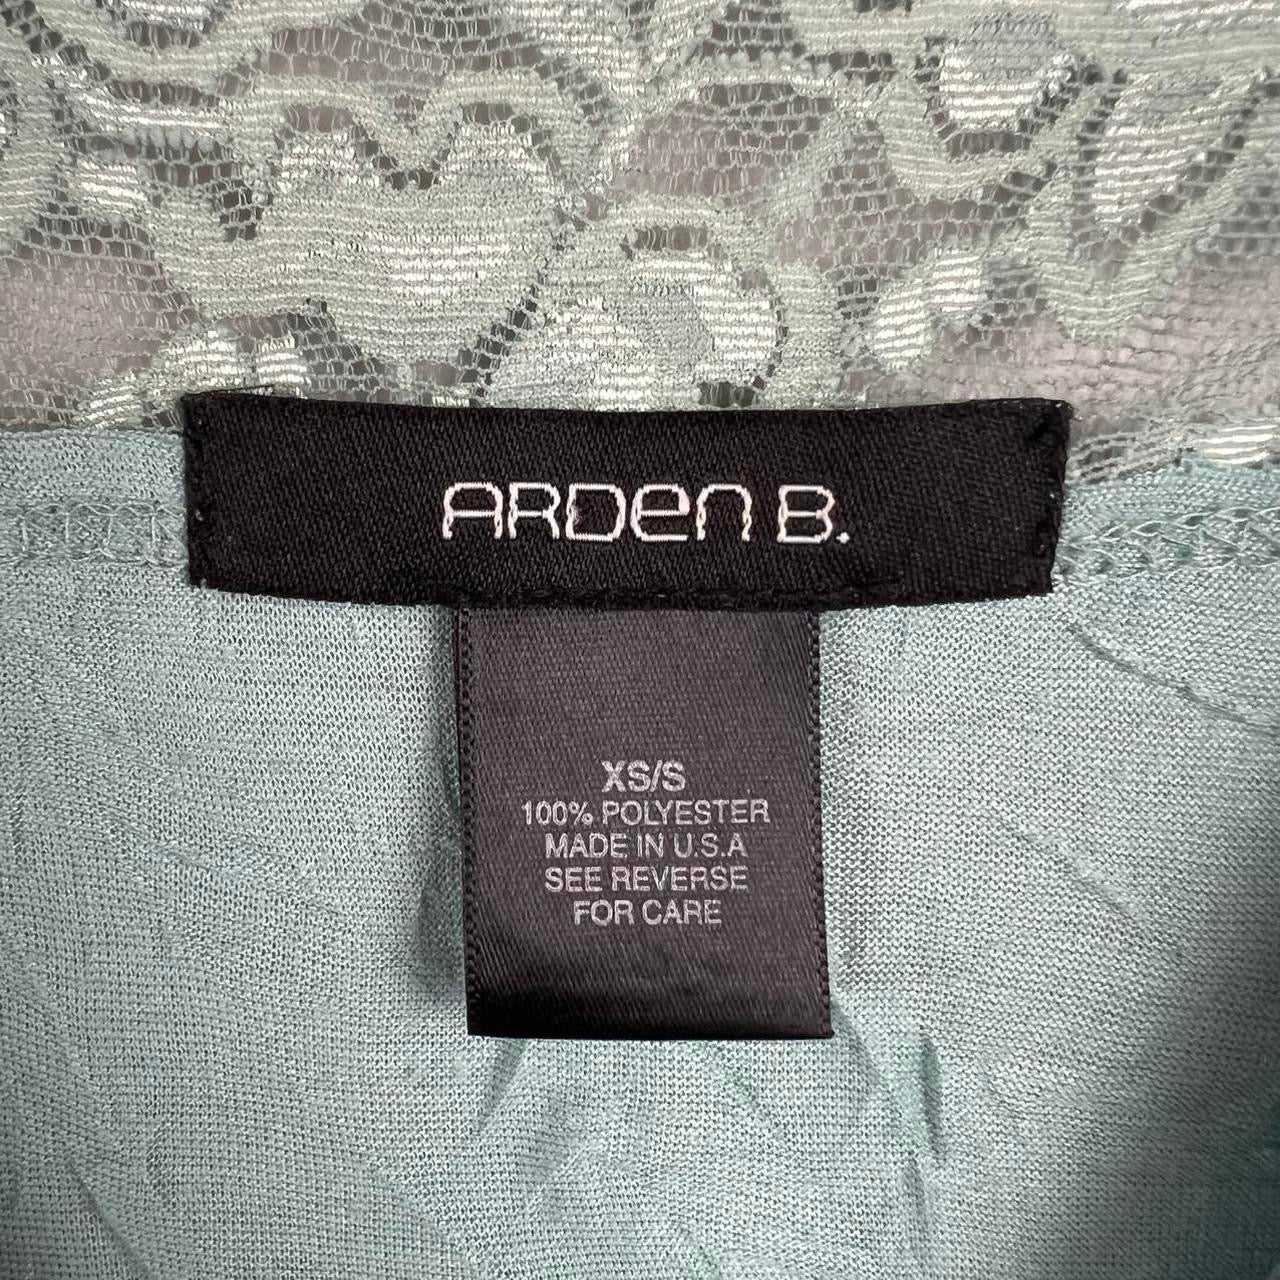 ARDEN B.
XS/S
100% POLYESTER
MADE IN U.S.A
SEE REVERSE
FOR CARE